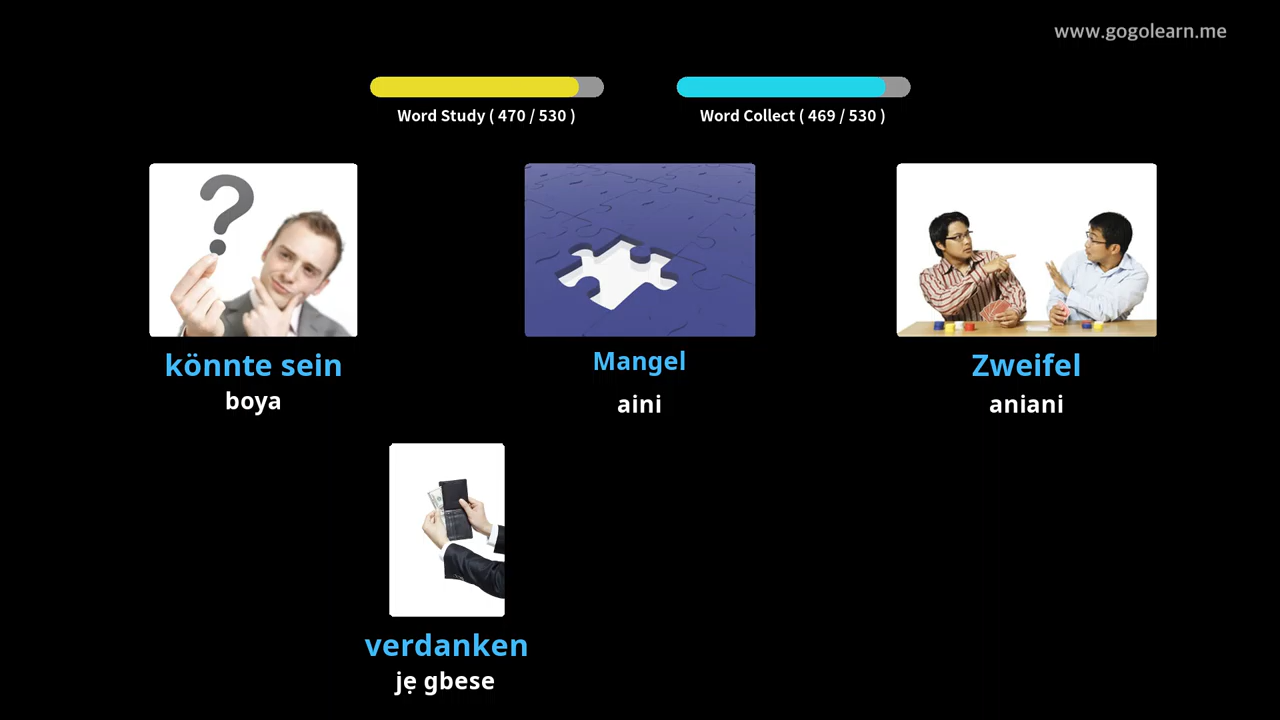 www.gogolearn.me
Word Study ( 470 / 530 )
Word Collect ( 469 / 530 )
könnte sein
boya
Mangel
aini
Zweifel
aniani
verdanken
jẹ gbese